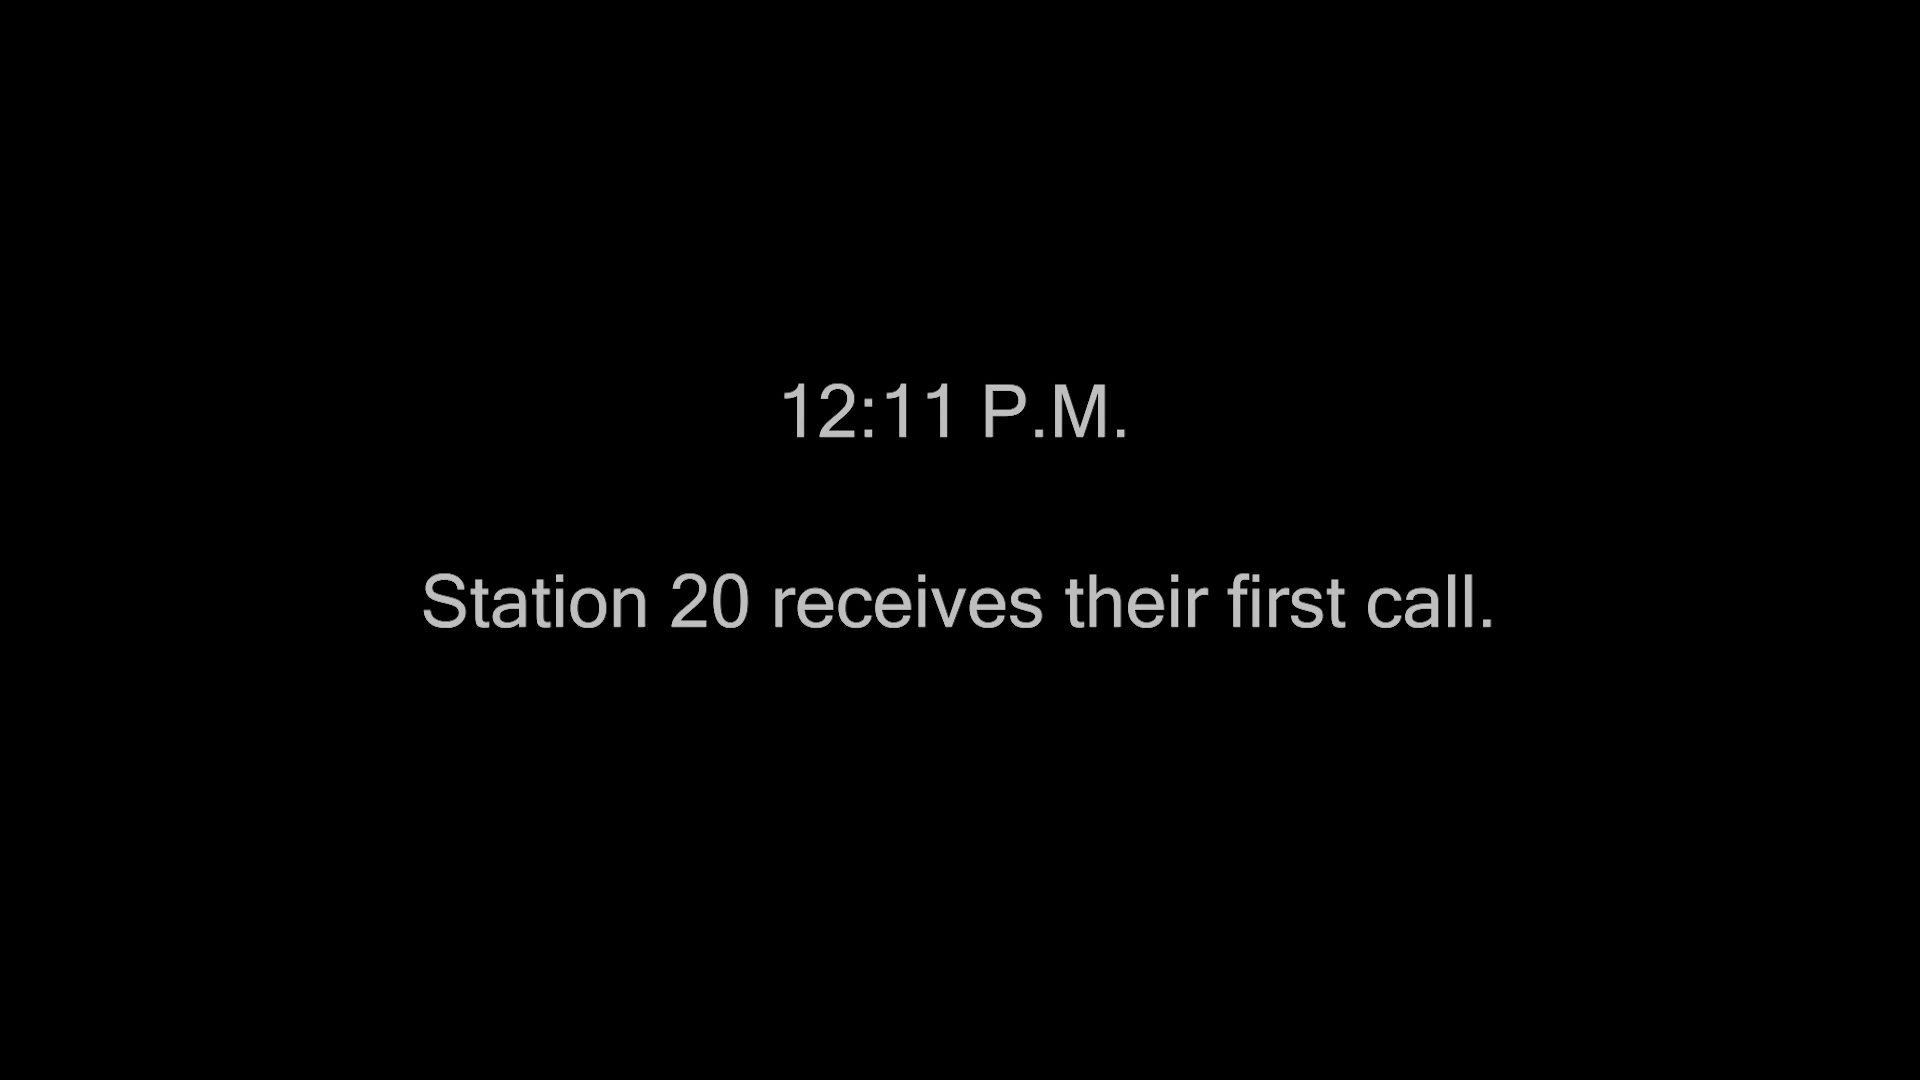 12:11 P.M.
Station 20 receives their first call.